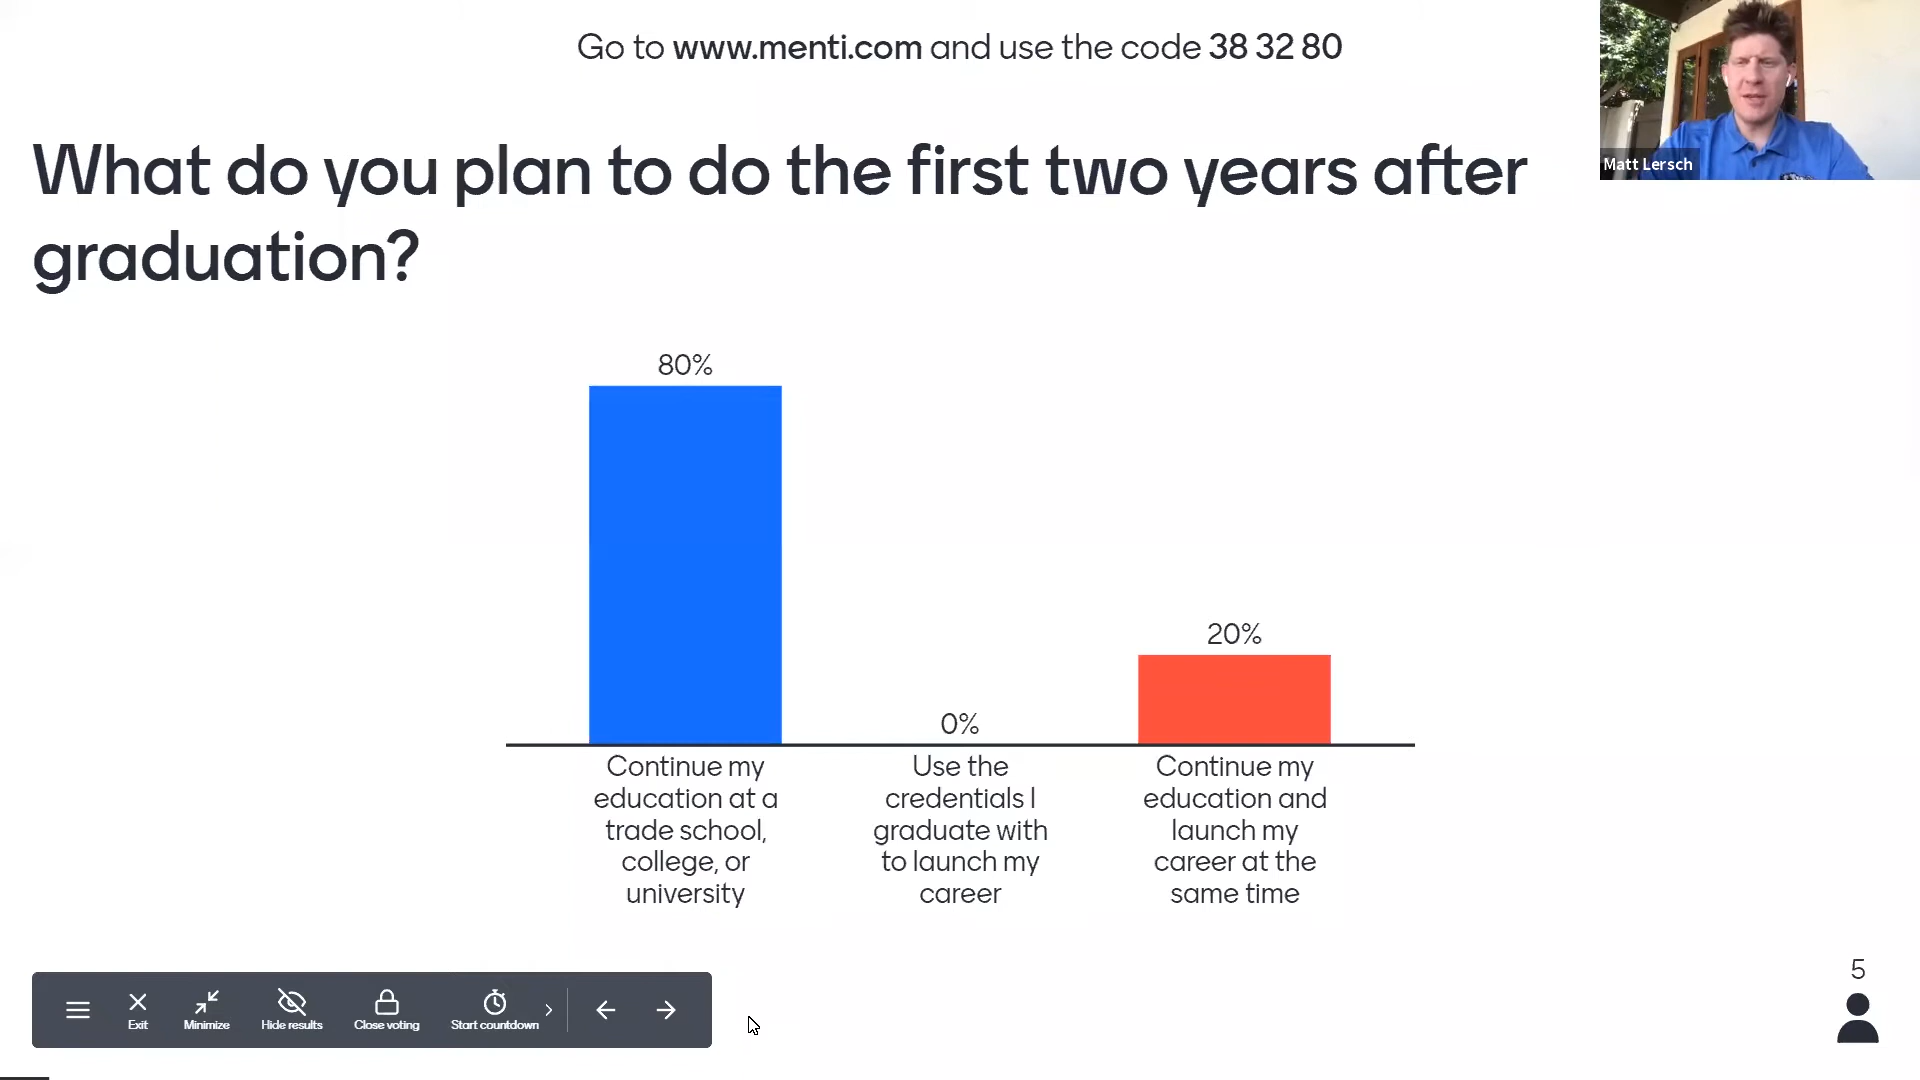 Go to www.menti.com and use the code 38 32 80
Matt Lersch
What do you plan to do the first two years after
graduation?
80%
0%
20%
Continue my
education at a
trade school,
college, or
university
Use the
credentials I
graduate with
to launch my
career
Continue my
education and
launch my
career at the
same time
5
Exit
Minimize
Hide results
Close voting
Start countdown